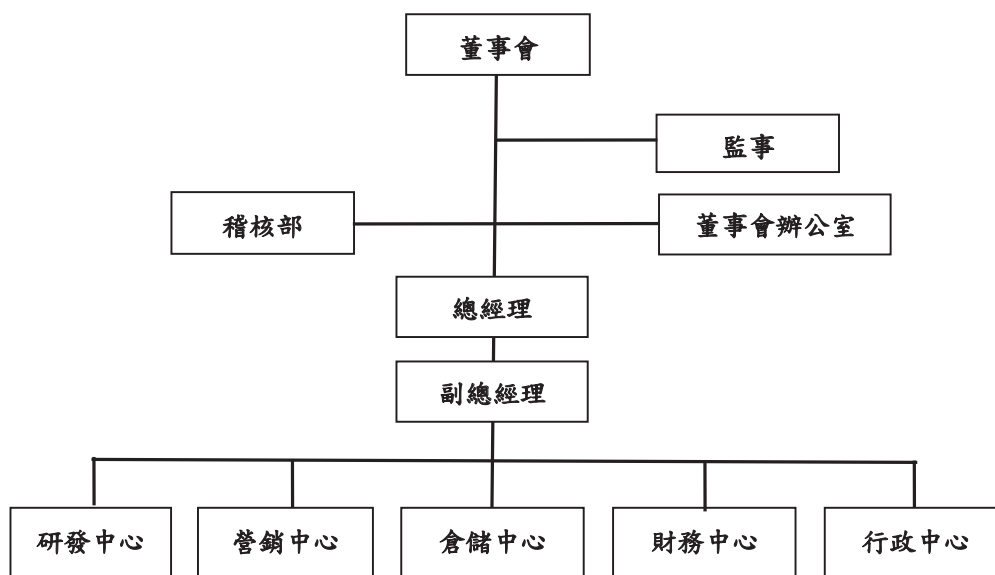 董事會
監事
稽核部
董事會辦公室
總經理
副總經理
研發中心
營銷中心
倉儲中心
財務中心
行政中心